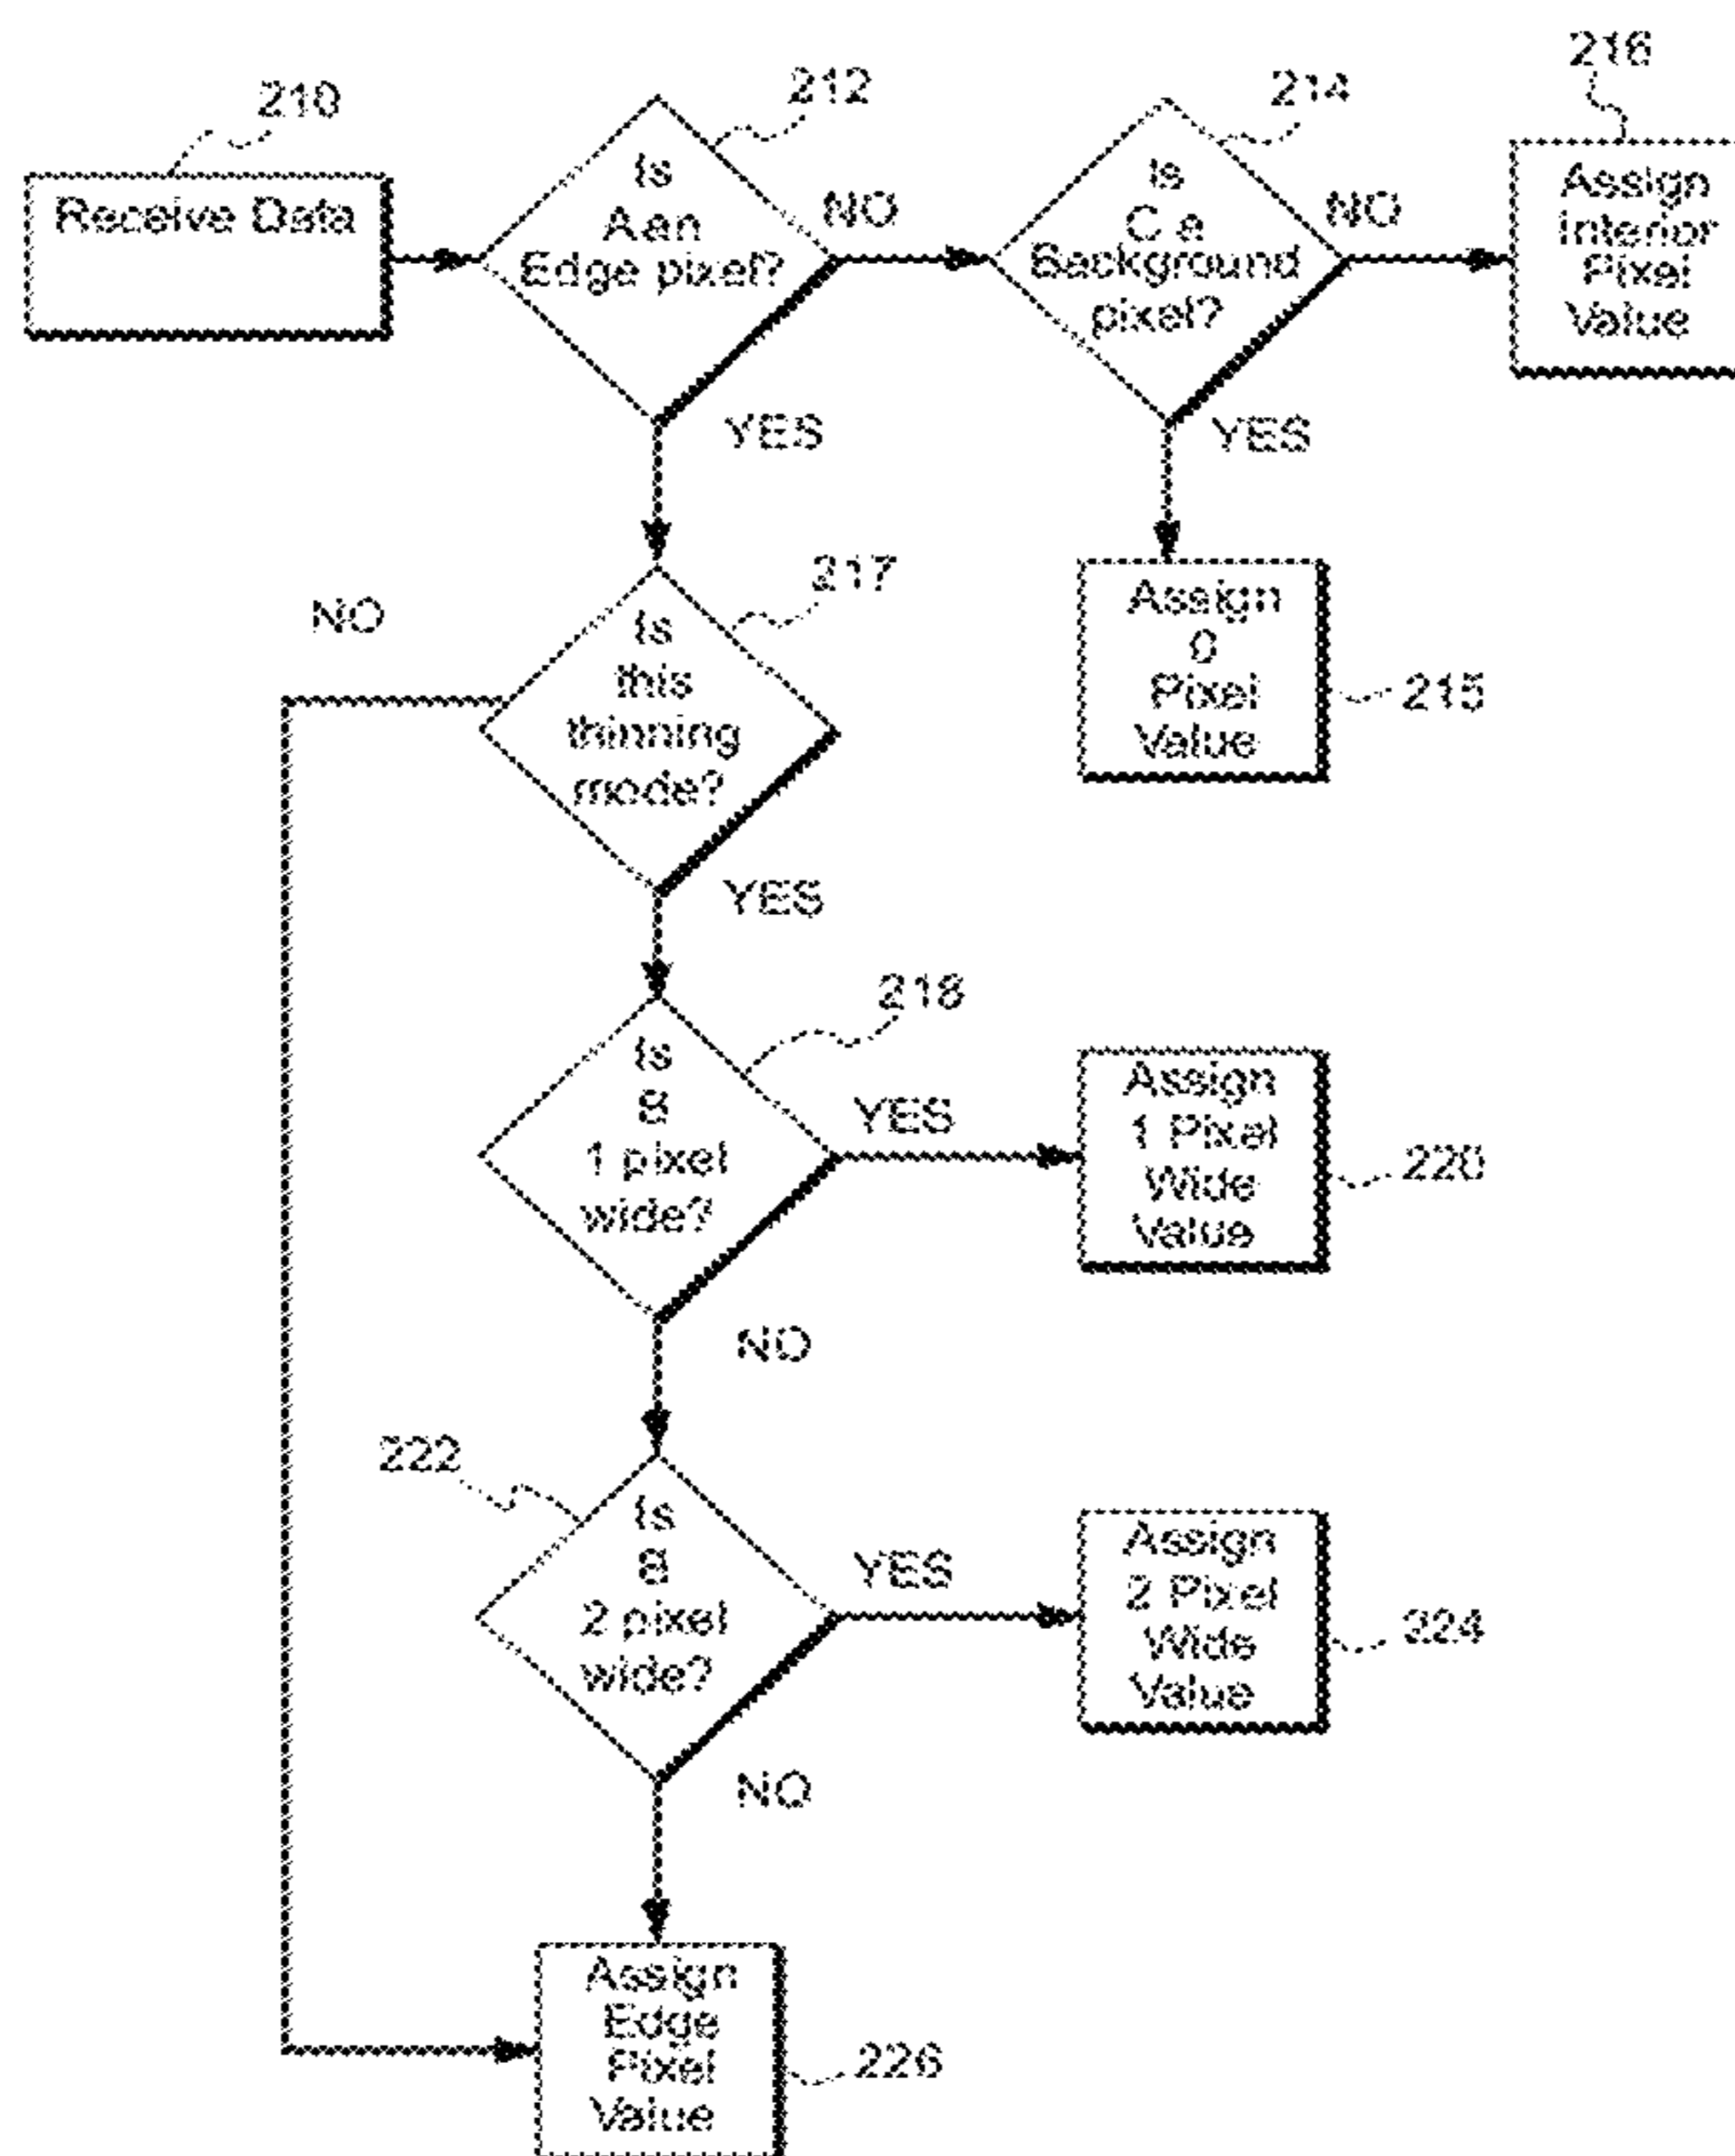 210
Receive Data
212
Is
A an
Edge pixel?
NO
YES
214
Is
C a
Background
pixel?
NO
YES
216
Assign
Interior
Pixel
Value
Assign
0
Pixel
Value
215
217
Is
this
thinning
mode?
NO
YES
218
Is
B
1 pixel
wide?
YES
NO
Assign
1 Pixel
Wide
Value
220
222
Is
B
2 pixel
wide?
YES
NO
Assign
2 Pixel
Wide
Value
224
Assign
Edge
Pixel
Value
226